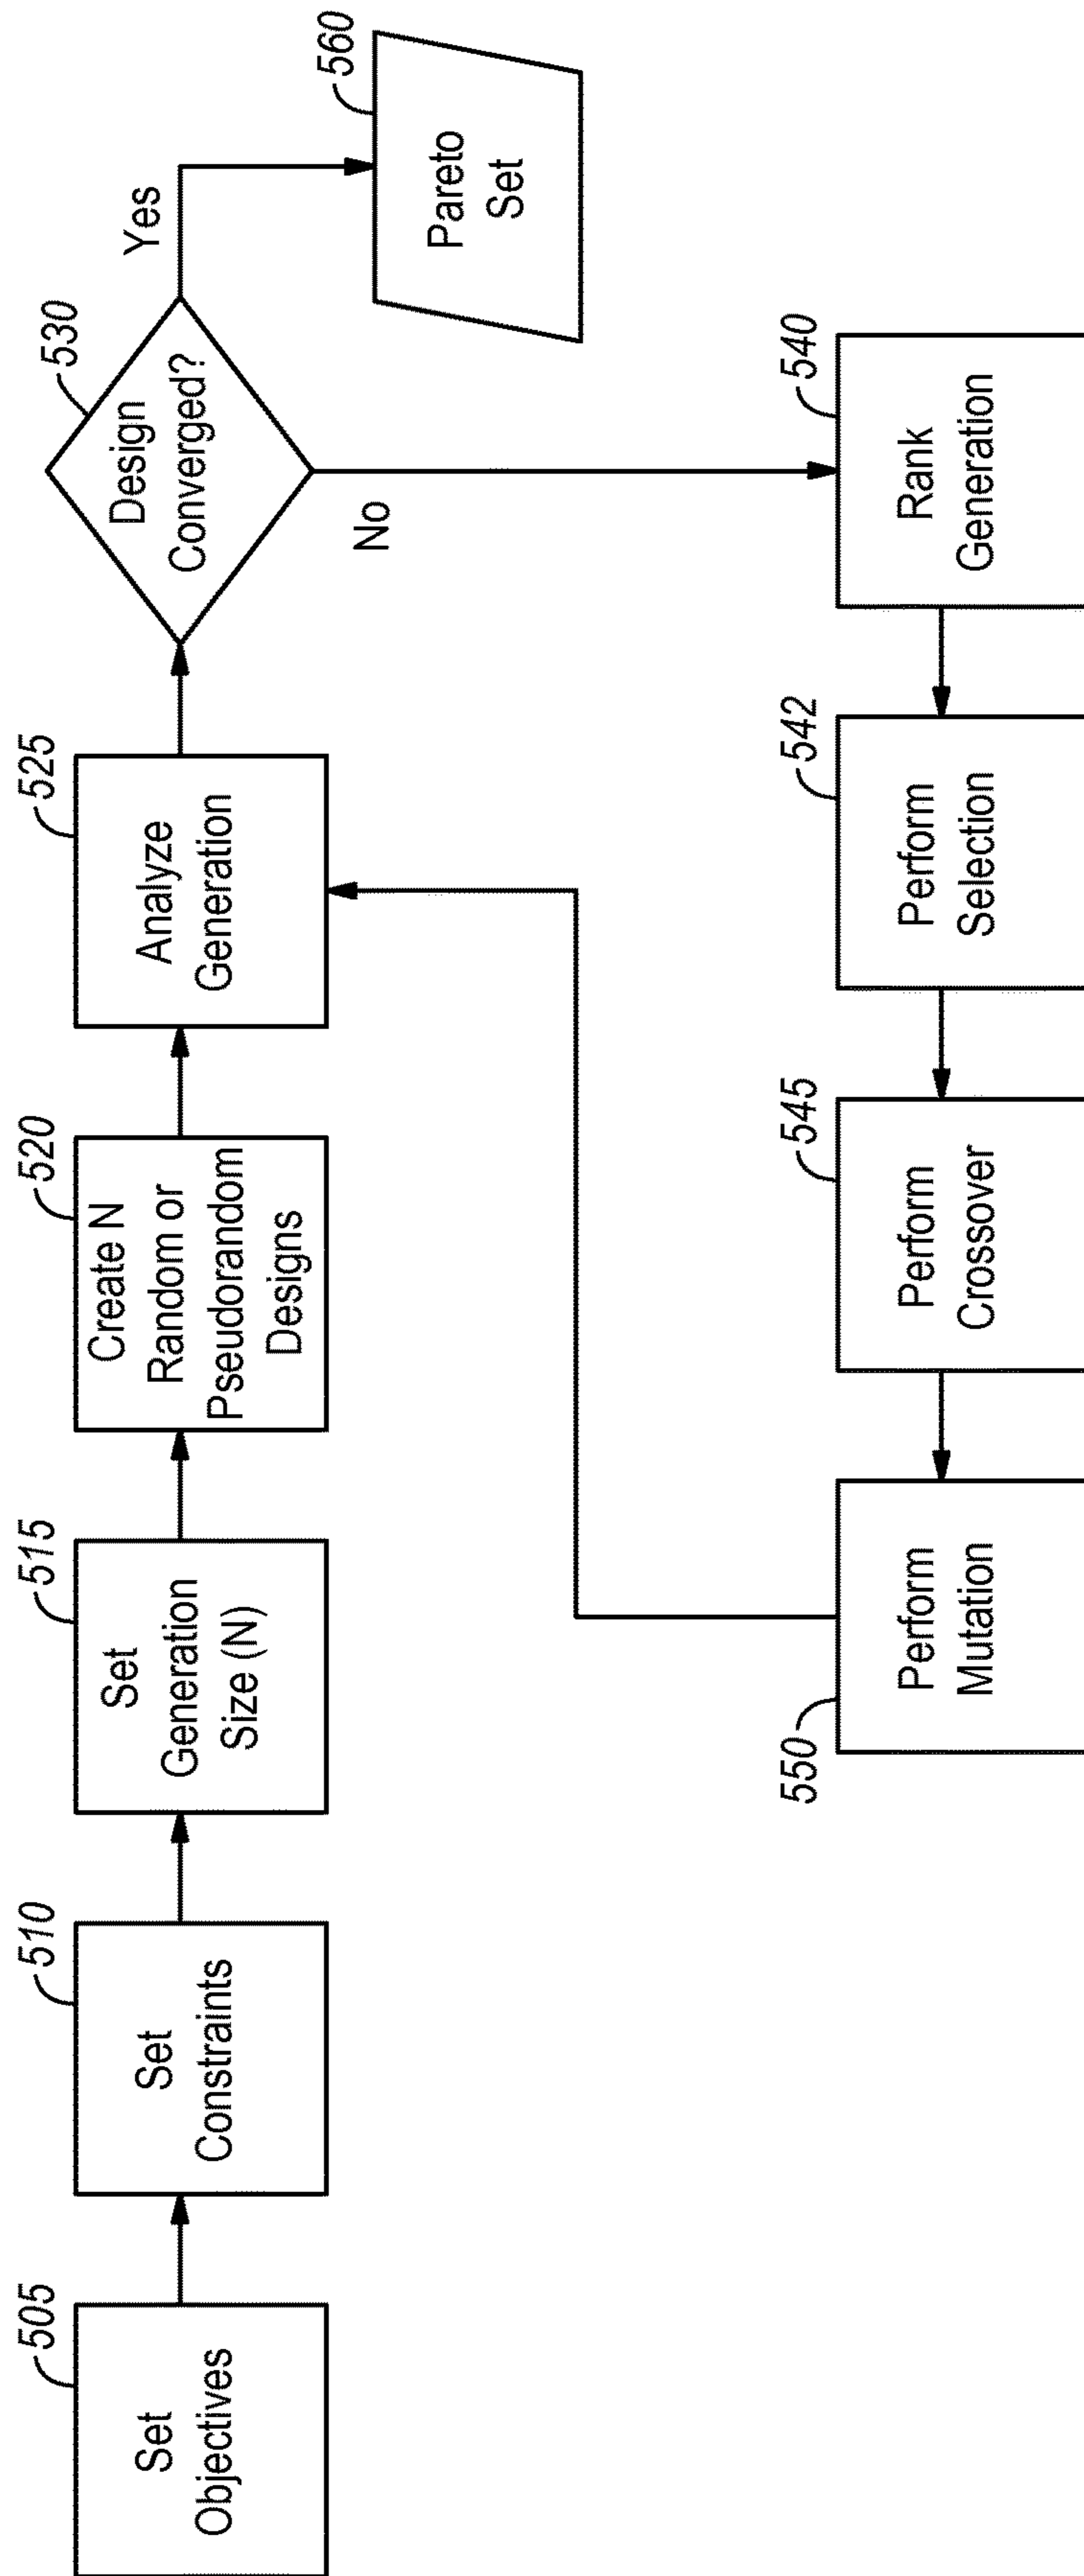 505
Set
Objectives
510
Set
Constraints
515
Set
Generation
Size (N)
520
Create N
Random or
Pseudorandom
Designs
525
Analyze
Generation
530
Design
Converged?
Yes
560
Pareto
Set
No
540
Rank
Generation
542
Perform
Selection
545
Perform
Crossover
550
Perform
Mutation